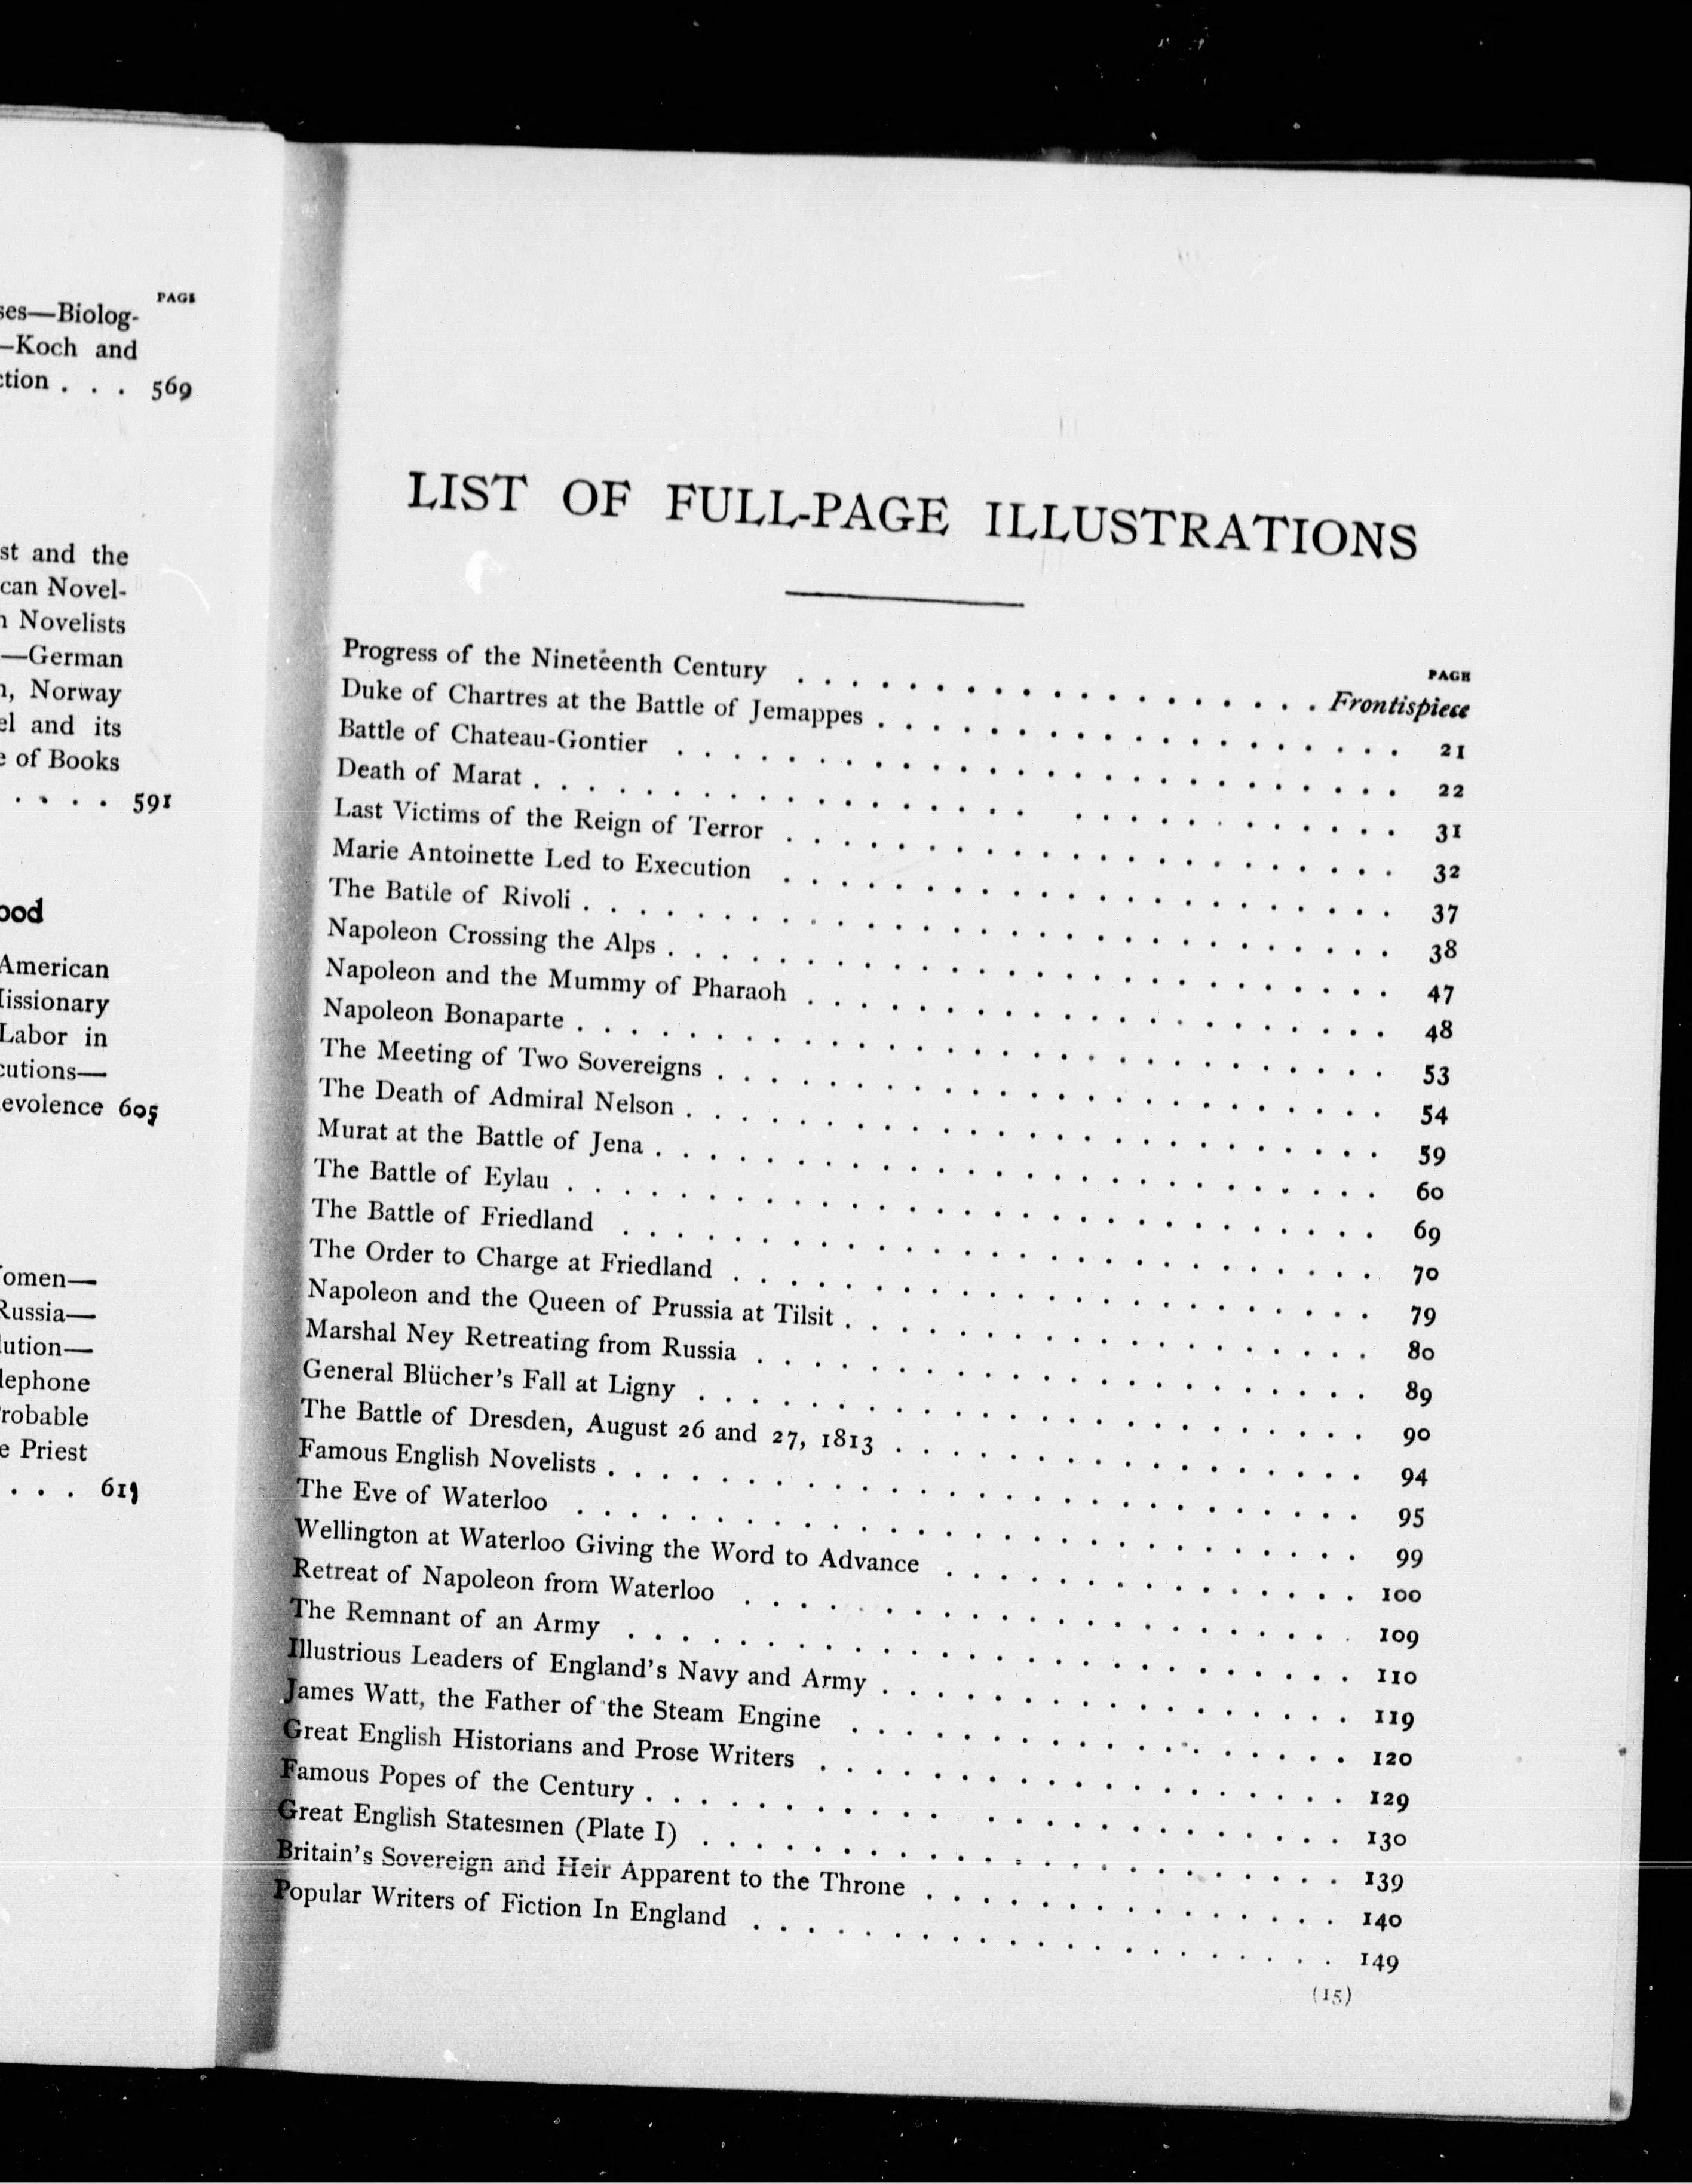 PAGE
ses—Biolog-
—Koch and
ction . . . 569
st and the
can Novel-
n Novelists
—German
n, Norway
el and its
e of Books
. . . . 591
ood
American
Missionary
Labor in
cutions—
evolence 605
omen—
Russia—
lution—
lephone
robable
e Priest
. . . 619
LIST OF FULL-PAGE ILLUSTRATIONS
PAGE
Progress of the Nineteenth Century . . . . . . . . . . . . . . . . . . . Frontispiece
Duke of Chartres at the Battle of Jemappes . . . . . . . . . . . . . . . . . . . 21
Battle of Chateau-Gontier . . . . . . . . . . . . . . . . . . . . . . . . . . 22
Death of Marat . . . . . . . . . . . . . . . . . . . . . . . . . . . . . . 31
Last Victims of the Reign of Terror . . . . . . . . . . . . . . . . . . . . . . 32
Marie Antoinette Led to Execution . . . . . . . . . . . . . . . . . . . . . . 37
The Battle of Rivoli . . . . . . . . . . . . . . . . . . . . . . . . . . . . . 38
Napoleon Crossing the Alps . . . . . . . . . . . . . . . . . . . . . . . . . . 47
Napoleon and the Mummy of Pharaoh . . . . . . . . . . . . . . . . . . . . . 48
Napoleon Bonaparte . . . . . . . . . . . . . . . . . . . . . . . . . . . . . 53
The Meeting of Two Sovereigns . . . . . . . . . . . . . . . . . . . . . . . . 54
The Death of Admiral Nelson . . . . . . . . . . . . . . . . . . . . . . . . . 59
Murat at the Battle of Jena . . . . . . . . . . . . . . . . . . . . . . . . . . 60
The Battle of Eylau . . . . . . . . . . . . . . . . . . . . . . . . . . . . . 69
The Battle of Friedland . . . . . . . . . . . . . . . . . . . . . . . . . . . 70
The Order to Charge at Friedland . . . . . . . . . . . . . . . . . . . . . . . 79
Napoleon and the Queen of Prussia at Tilsit . . . . . . . . . . . . . . . . . . . 80
Marshal Ney Retreating from Russia . . . . . . . . . . . . . . . . . . . . . . 89
General Blücher's Fall at Ligny . . . . . . . . . . . . . . . . . . . . . . . . 90
The Battle of Dresden, August 26 and 27, 1813 . . . . . . . . . . . . . . . . . 94
Famous English Novelists . . . . . . . . . . . . . . . . . . . . . . . . . . . 95
The Eve of Waterloo . . . . . . . . . . . . . . . . . . . . . . . . . . . . 99
Wellington at Waterloo Giving the Word to Advance . . . . . . . . . . . . . . . 100
Retreat of Napoleon from Waterloo . . . . . . . . . . . . . . . . . . . . . . 109
The Remnant of an Army . . . . . . . . . . . . . . . . . . . . . . . . . . 110
Illustrious Leaders of England's Navy and Army . . . . . . . . . . . . . . . . . 119
James Watt, the Father of the Steam Engine . . . . . . . . . . . . . . . . . . 120
Great English Historians and Prose Writers . . . . . . . . . . . . . . . . . . . 129
Famous Popes of the Century . . . . . . . . . . . . . . . . . . . . . . . . . 130
Great English Statesmen (Plate I) . . . . . . . . . . . . . . . . . . . . . . . 139
Britain's Sovereign and Heir Apparent to the Throne . . . . . . . . . . . . . . . 140
Popular Writers of Fiction In England . . . . . . . . . . . . . . . . . . . . . 149
(15)